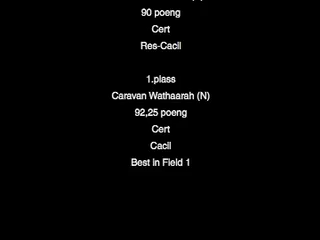 90 poeng
Cert
Res-Cacil
1.plass
Caravan Wathaarah (N)
92,25 poeng
Cert
Cacil
Best In Field 1